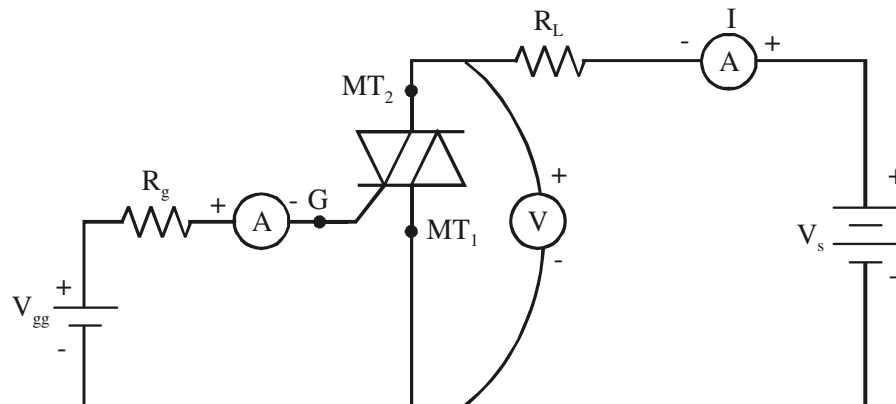 I
R_L
- A +
MT_2
R_g
+ A - G
+
V
-
MT_1
+
V_s
-
+
V_gg
-